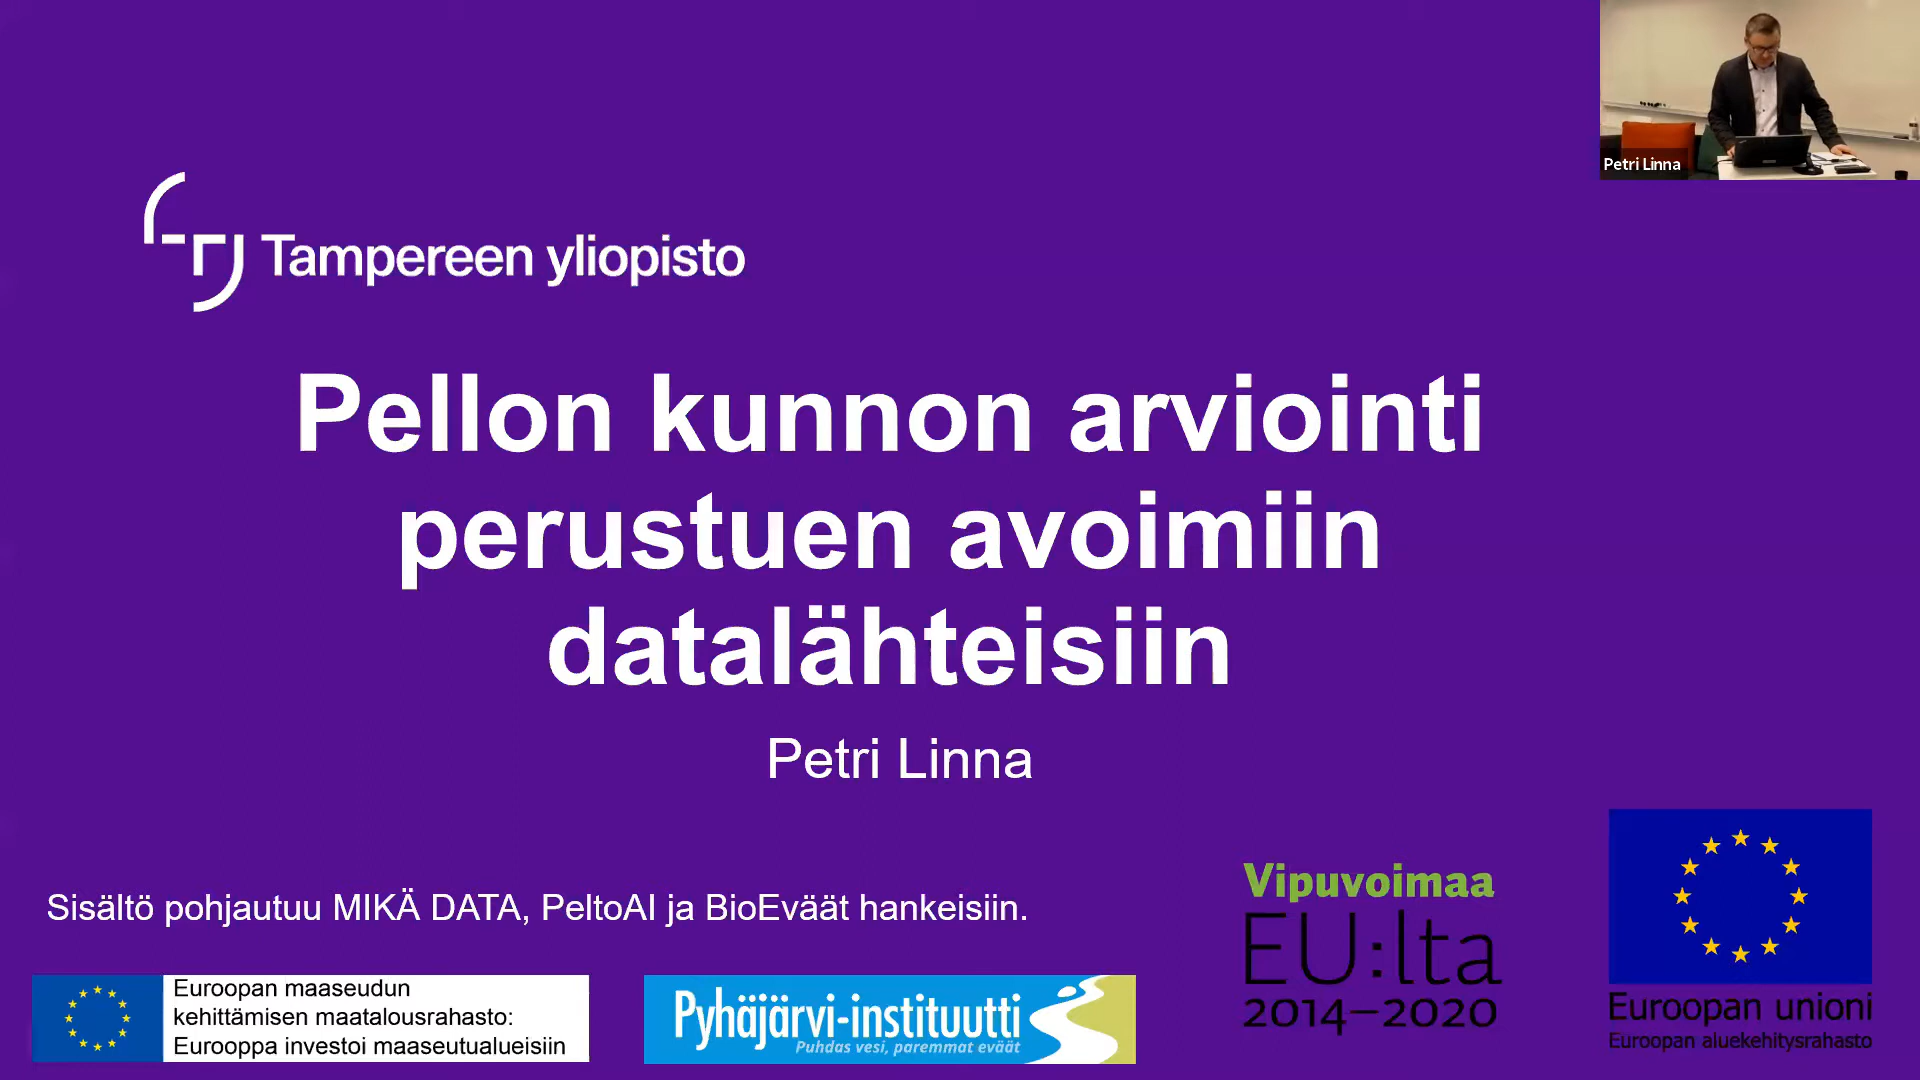 Petri Linna
Tampereen yliopisto
Pellon kunnon arviointi
perustuen avoimiin
datalähteisiin
Petri Linna
Sisältö pohjautuu MIKÄ DATA, PeltoAI ja BioEväät hankeisiin.
Euroopan maaseudun
kehittämisen maatalousrahasto:
Eurooppa investoi maaseutualueisiin
Pyhäjärvi-instituutti
Puhdas vesi, paremmat eväät
Vipuvoimaa
EU:lta
2014–2020
Euroopan unioni
Euroopan aluekehitysrahasto